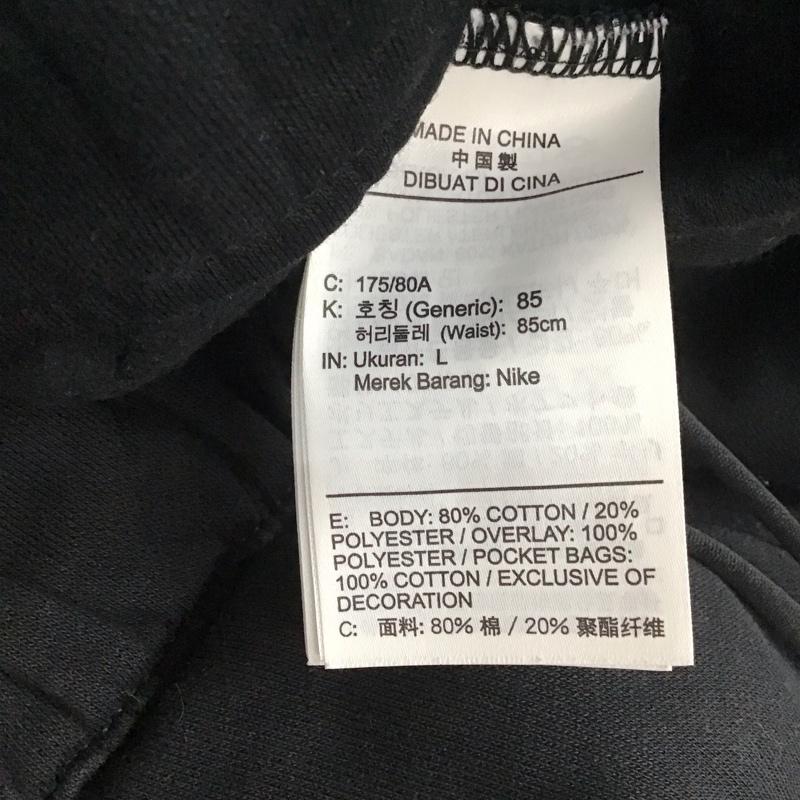 MADE IN CHINA
中国製
DIBUAT DI CINA
C: 175/80A
K: 호칭 (Generic): 85
허리둘레 (Waist): 85cm
IN: Ukuran: L
Merek Barang: Nike
E: BODY: 80% COTTON / 20%
POLYESTER / OVERLAY: 100%
POLYESTER / POCKET BAGS:
100% COTTON / EXCLUSIVE OF
DECORATION
C: 面料: 80% 棉 / 20% 聚酯纤维